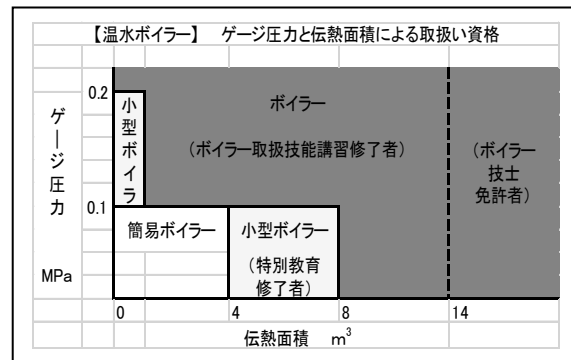 【温水ボイラー】　ゲージ圧力と伝熱面積による取扱い資格
ゲージ圧力
MPa
0.2
0.1
小型ボイラ
ボイラー
（ボイラー取扱技能講習修了者）
（ボイラー
技士
免許者）
簡易ボイラー
小型ボイラー
（特別教育
修了者）
0 4 8 14
伝熱面積　m³